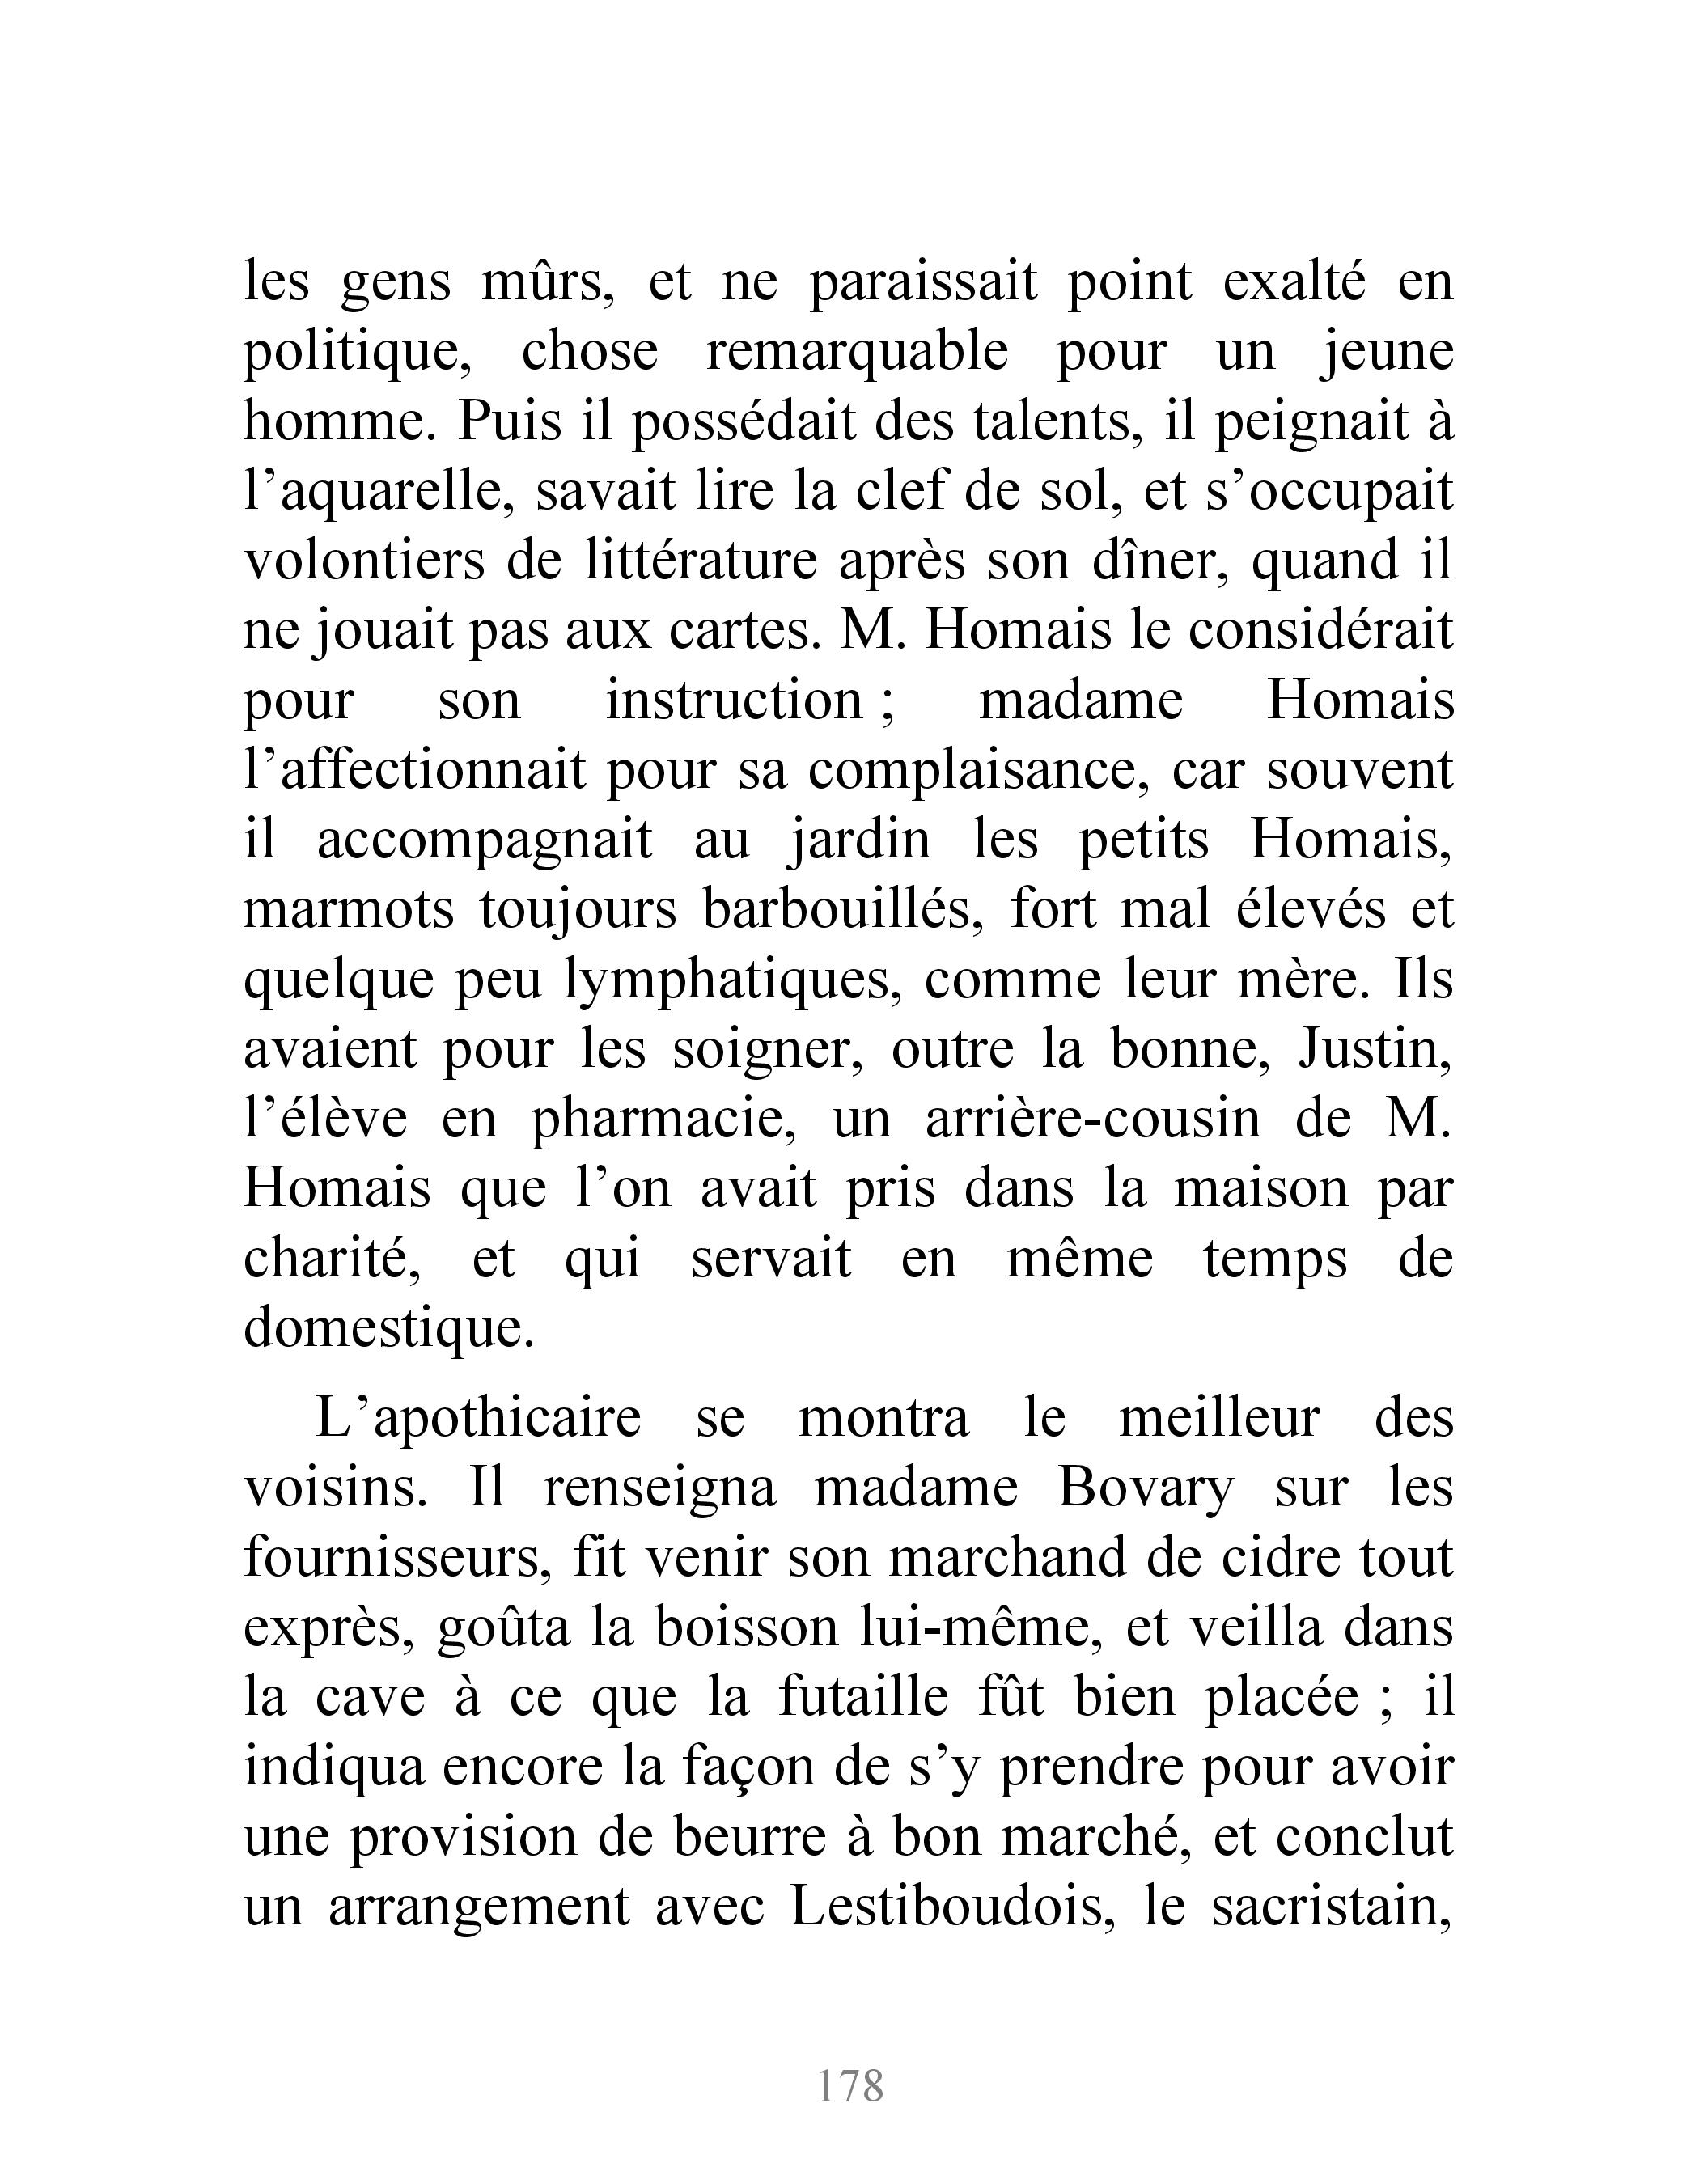 les gens mûrs, et ne paraissait point exalté en
politique, chose remarquable pour un jeune
homme. Puis il possédait des talents, il peignait à
l’aquarelle, savait lire la clef de sol, et s’occupait
volontiers de littérature après son dîner, quand il
ne jouait pas aux cartes. M. Homais le considérait
pour son instruction ; madame Homais
l’affectionnait pour sa complaisance, car souvent
il accompagnait au jardin les petits Homais,
marmots toujours barbouillés, fort mal élevés et
quelque peu lymphatiques, comme leur mère. Ils
avaient pour les soigner, outre la bonne, Justin,
l’élève en pharmacie, un arrière-cousin de M.
Homais que l’on avait pris dans la maison par
charité, et qui servait en même temps de
domestique.
L’apothicaire se montra le meilleur des
voisins. Il renseigna madame Bovary sur les
fournisseurs, fit venir son marchand de cidre tout
exprès, goûta la boisson lui-même, et veilla dans
la cave à ce que la futaille fût bien placée ; il
indiqua encore la façon de s’y prendre pour avoir
une provision de beurre à bon marché, et conclut
un arrangement avec Lestiboudois, le sacristain,
178